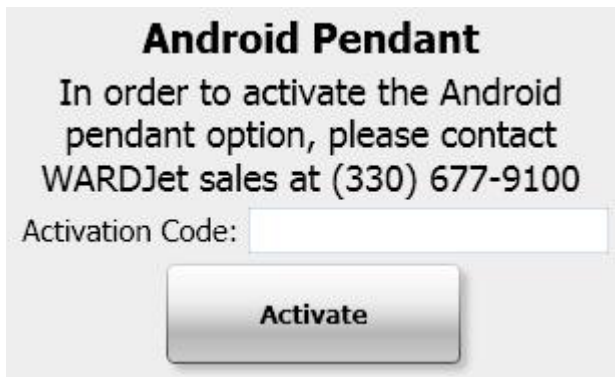 Android Pendant
In order to activate the Android
pendant option, please contact
WARDJet sales at (330) 677-9100
Activation Code:
Activate